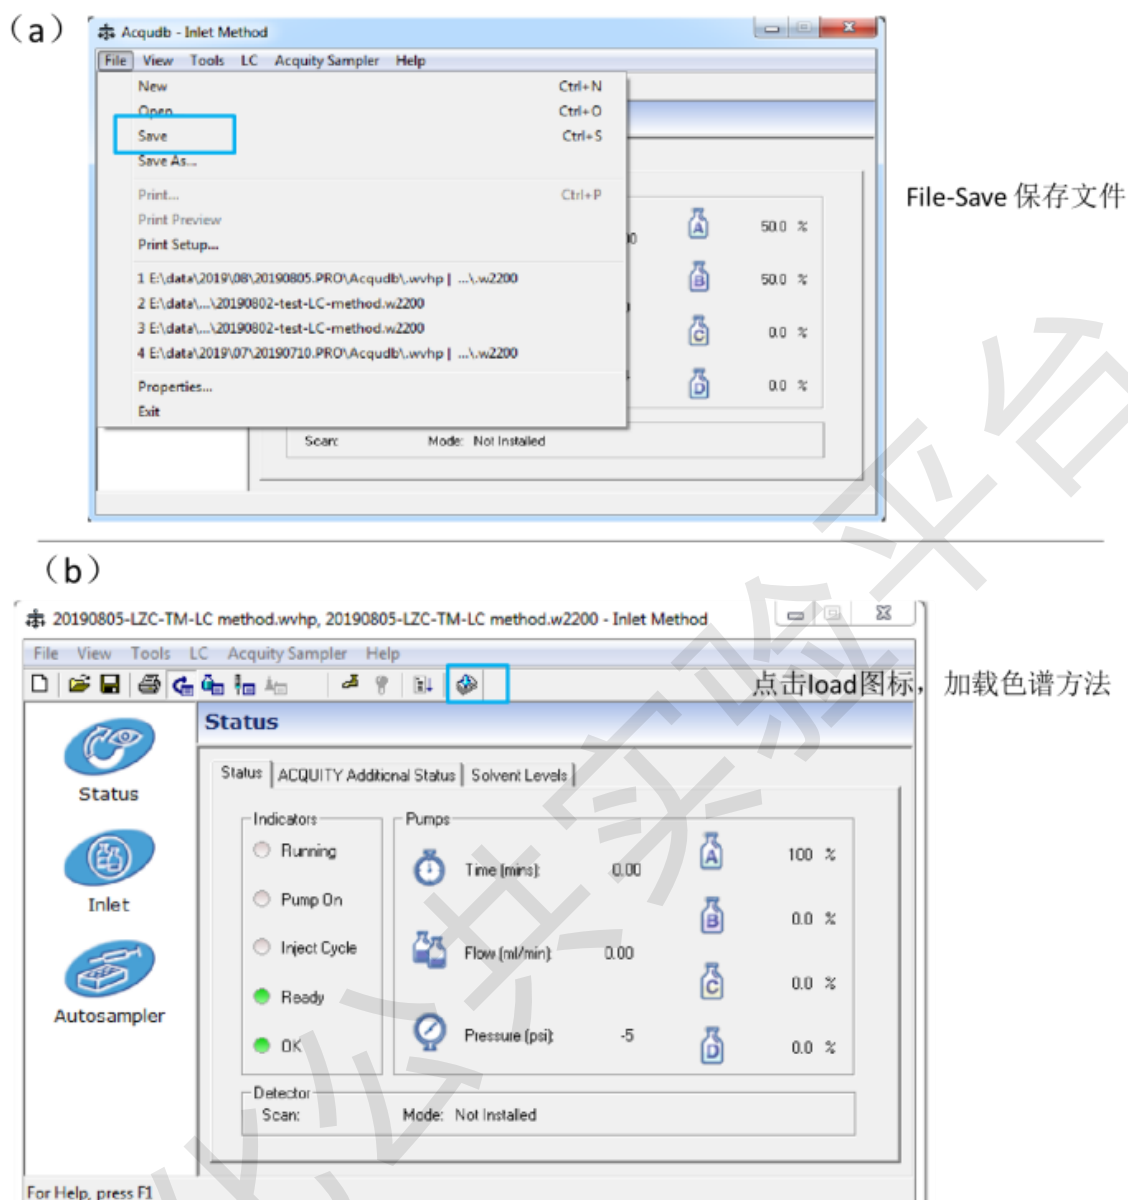 (a)
Acqudb - Inlet Method
File View Tools LC Acquity Sampler Help
New Ctrl+N
Open Ctrl+O
Save Ctrl+S
Save As...
Print... Ctrl+P
Print Preview
Print Setup...
1 E:\data\2019\08\20190805.PRO\Acqudb\.wvhp | ...\.w2200
2 E:\data\...\20190802-test-LC-method.w2200
3 E:\data\...\20190802-test-LC-method.w2200
4 E:\data\2019\07\20190710.PRO\Acqudb\.wvhp | ...\.w2200
Properties...
Exit
A 50.0 %
B 50.0 %
C 0.0 %
D 0.0 %
Scan: Mode: Not Installed
File-Save 保存文件
(b)
20190805-LZC-TM-LC method.wvhp, 20190805-LZC-TM-LC method.w2200 - Inlet Method
File View Tools LC Acquity Sampler Help
点击load图标，加载色谱方法
Status
Inlet
Autosampler
Status
Status ACQUITY Additional Status Solvent Levels
Indicators
Running
Pump On
Inject Cycle
Ready
OK
Pumps
Time (mins): 0.00
Flow (ml/min): 0.00
Pressure (psi): -5
A 100 %
B 0.0 %
C 0.0 %
D 0.0 %
Detector
Scan: Mode: Not Installed
For Help, press F1
化公共实验平台